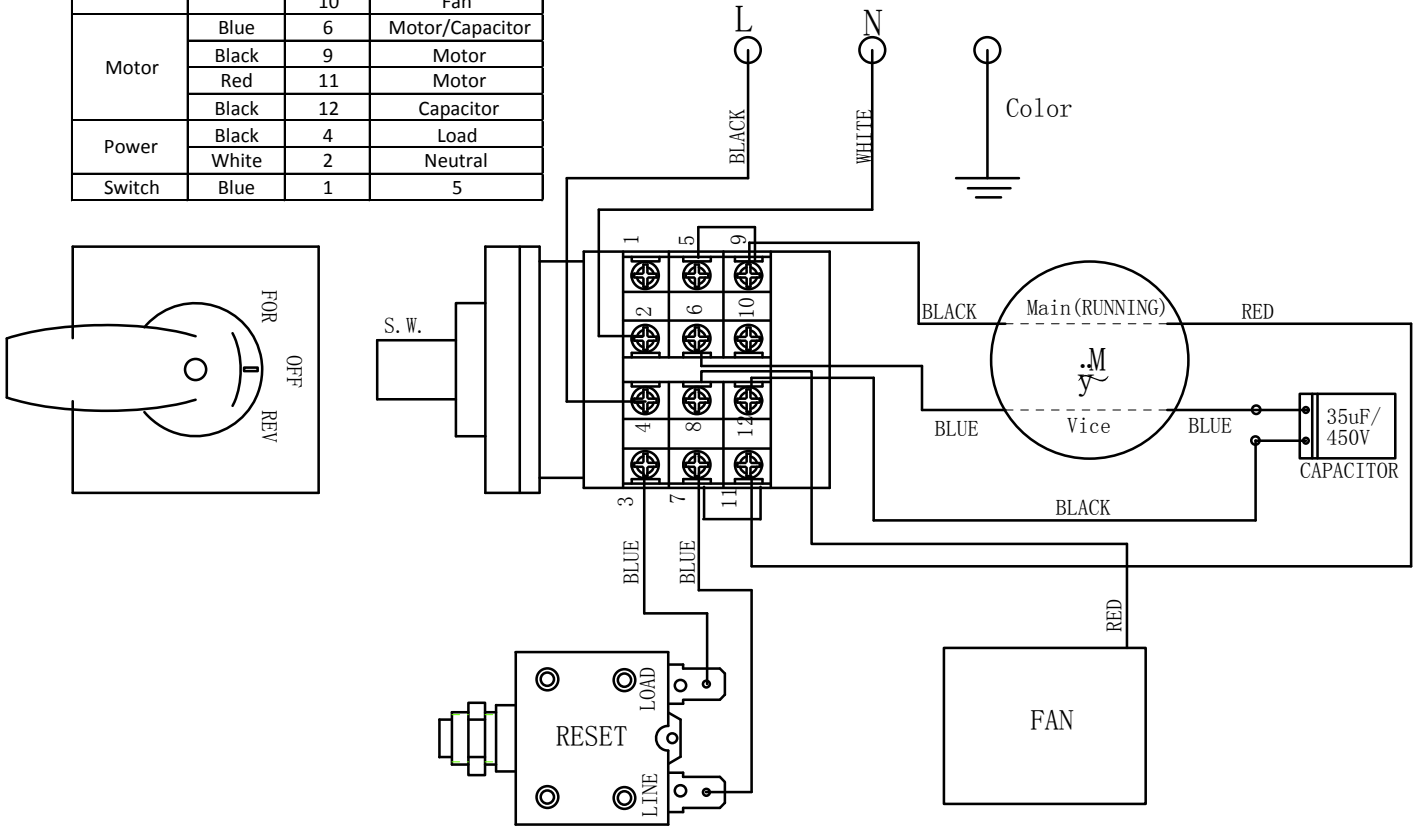 10 Fan
Motor Blue 6 Motor/Capacitor
Black 9 Motor
Red 11 Motor
Black 12 Capacitor
Power Black 4 Load
White 2 Neutral
Switch Blue 1 5
L N
BLACK
WHITE
Color
FOR
OFF
REV
S.W.
1 5 9
2 6 10
4 8 12
3 7 11
BLACK
Main(RUNNING)
RED
M
y
BLUE
Vice
BLUE
35uF/
450V
CAPACITOR
BLACK
BLUE
BLUE
RED
LOAD
RESET
LINE
FAN